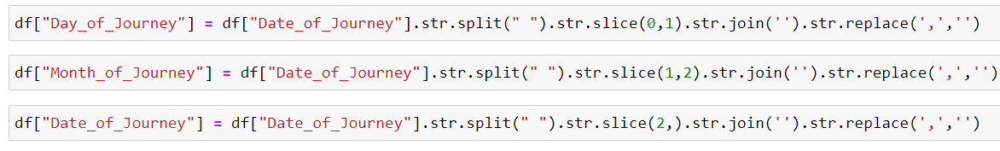 df["Day_of_Journey"] = df["Date_of_Journey"].str.split(" ").str.slice(0,1).str.join('').str.replace(',','')
df["Month_of_Journey"] = df["Date_of_Journey"].str.split(" ").str.slice(1,2).str.join('').str.replace(',','')
df["Date_of_Journey"] = df["Date_of_Journey"].str.split(" ").str.slice(2,).str.join('').str.replace(',','')